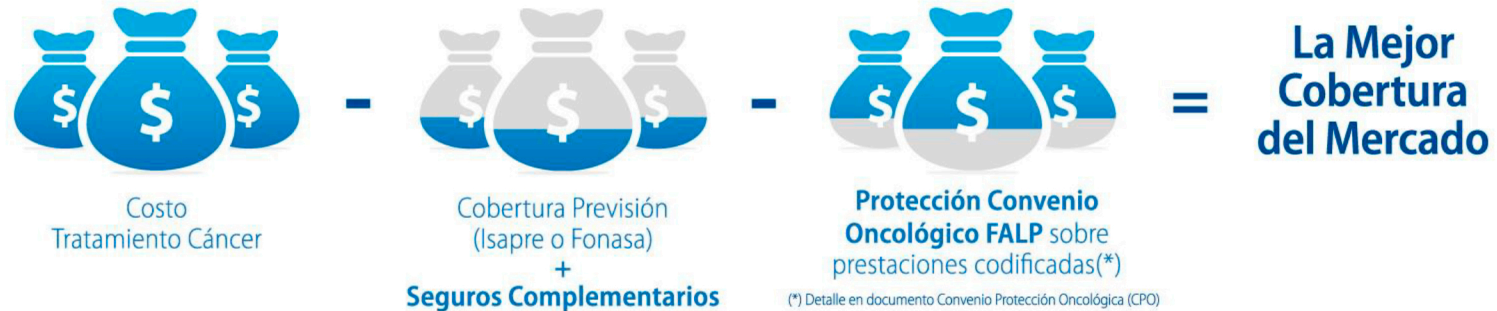 $ $ $ - $ $ $ - $ $ $ =
La Mejor
Cobertura
del Mercado
Costo
Tratamiento Cáncer
Cobertura Previsión
(Isapre o Fonasa)
+
Seguros Complementarios
Protección Convenio
Oncológico FALP sobre
prestaciones codificadas(*)
(*) Detalle en documento Convenio Protección Oncológica (CPO)